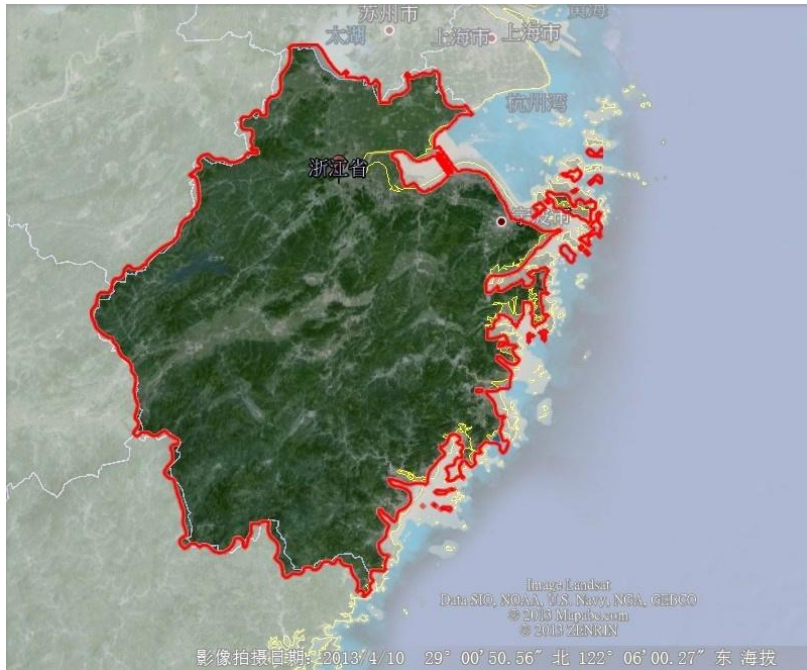 苏州市
黄海
太湖
上海市
上海市
杭州湾
浙江省
Image Landsat
Data SIO, NOAA, U.S. Navy, NGA, GEBCO
© 2013 Mapabc.com
© 2013 ZENRIN
影像拍摄日期: 2013/4/10 29° 00'50.56" 北 122° 06'00.27" 东 海拔